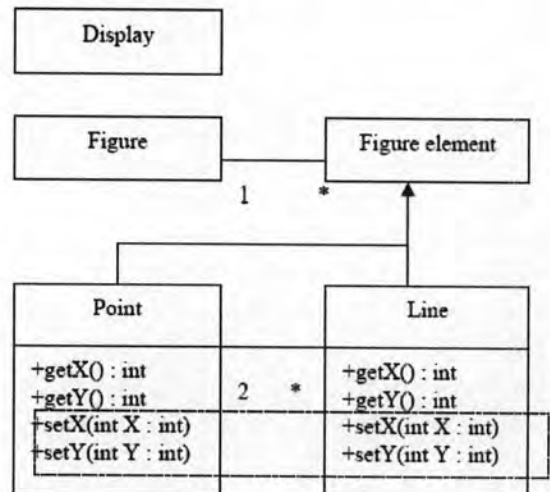 Display
Figure
Figure element
1 *
Point
Line
+getX() : int
+getY() : int
+setX(int X : int)
+setY(int Y : int)
2 *
+getX() : int
+getY() : int
+setX(int X : int)
+setY(int Y : int)